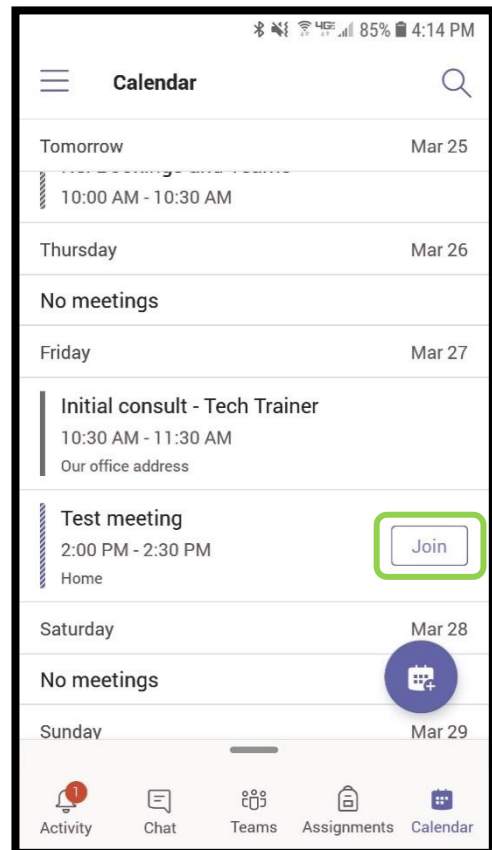 85% 4:14 PM
Calendar
Tomorrow Mar 25
10:00 AM - 10:30 AM
Thursday Mar 26
No meetings
Friday Mar 27
Initial consult - Tech Trainer
10:30 AM - 11:30 AM
Our office address
Test meeting
2:00 PM - 2:30 PM
Join
Home
Saturday Mar 28
No meetings
Sunday Mar 29
1
Activity Chat Teams Assignments Calendar